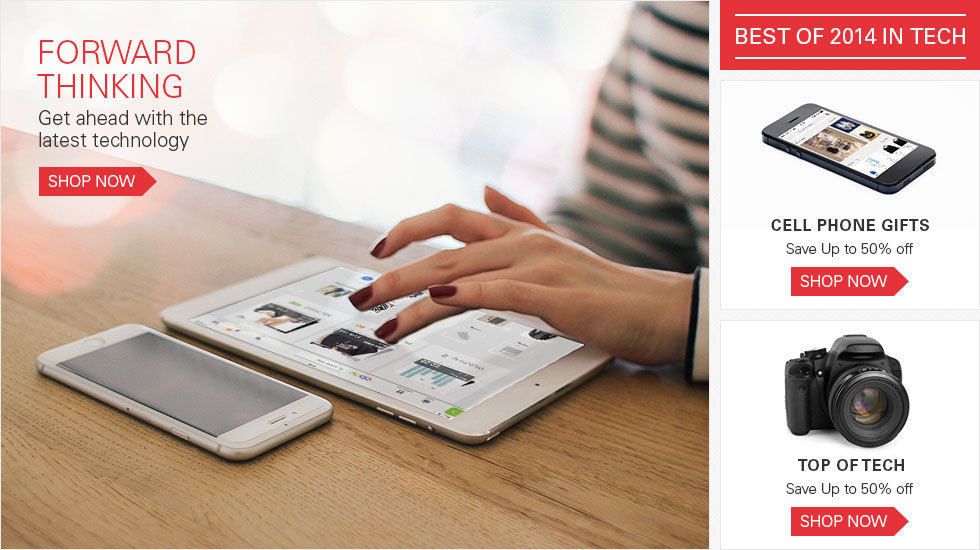 FORWARD
THINKING
Get ahead with the
latest technology
SHOP NOW
BEST OF 2014 IN TECH
CELL PHONE GIFTS
Save Up to 50% off
SHOP NOW
TOP OF TECH
Save Up to 50% off
SHOP NOW